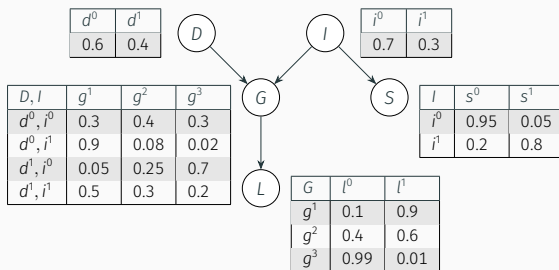 d⁰ d¹
0.6 0.4
D
I
i⁰ i¹
0.7 0.3
D, I g¹ g² g³
d⁰, i⁰ 0.3 0.4 0.3
d⁰, i¹ 0.9 0.08 0.02
d¹, i⁰ 0.05 0.25 0.7
d¹, i¹ 0.5 0.3 0.2
G
S
I s⁰ s¹
i⁰ 0.95 0.05
i¹ 0.2 0.8
L
G l⁰ l¹
g¹ 0.1 0.9
g² 0.4 0.6
g³ 0.99 0.01